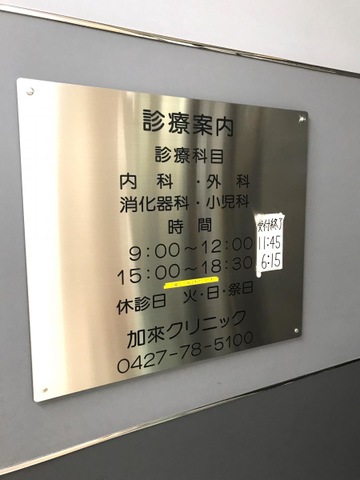 診療案内
診療科目
内 科 ・外 科
消化器科・小児科
時 間
9:00～12:00
15:00～18:30
受付終了
11:45
6:15
休診日 火・日・祭日
加來クリニック
0427-78-5100